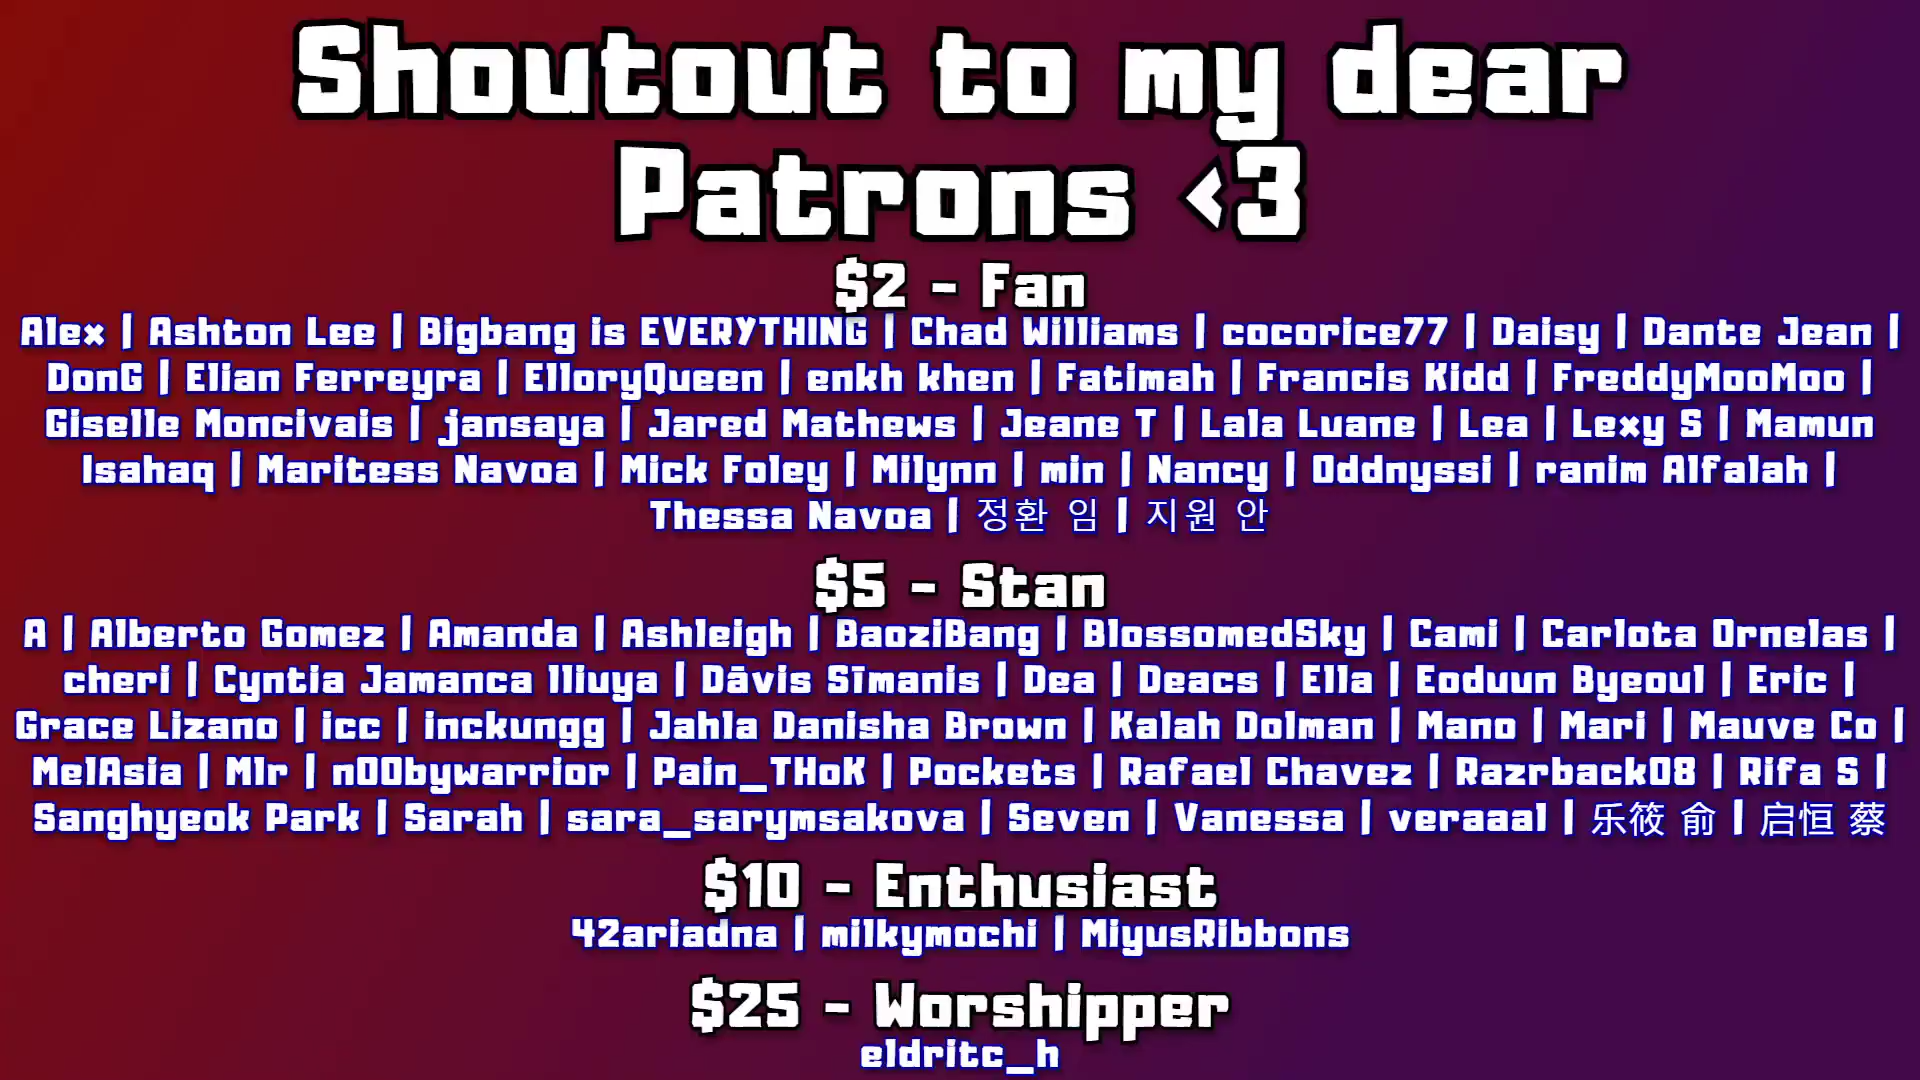 Shoutout to my dear
Patrons <3
$2 - Fan
Alex | Ashton Lee | Bigbang is EVERYTHING | Chad Williams | cocorice77 | Daisy | Dante Jean |
DonG | Elian Ferreyra | ElloryQueen | enkh khen | Fatimah | Francis Kidd | FreddyMooMoo |
Giselle Moncivais | jansaya | Jared Mathews | Jeane T | Lala Luane | Lea | Lexy S | Mamun
Isahaq | Maritess Navoa | Mick Foley | Milynn | min | Nancy | Oddnyssi | ranim Alfalah |
Thessa Navoa | 정환 임 | 지원 안
$5 - Stan
A | Alberto Gomez | Amanda | Ashleigh | BaoziBang | BlossomedSky | Cami | Carlota Ornelas |
cheri | Cyntia Jamanca Iliuya | Dāvis Sīmanis | Dea | Deacs | Ella | Eoduun Byeoul | Eric |
Grace Lizano | icc | inckungg | Jahla Danisha Brown | Kalah Dolman | Mano | Mari | Mauve Co |
MelAsia | Mlr | n00bywarrior | Pain_THoK | Pockets | Rafael Chavez | Razrback08 | Rifa S |
Sanghyeok Park | Sarah | sara_sarymsakova | Seven | Vanessa | veraaal | 乐筱 俞 | 启恒 蔡
$10 - Enthusiast
42ariadna | milkymochi | MiyusRibbons
$25 - Worshipper
eldritc_h